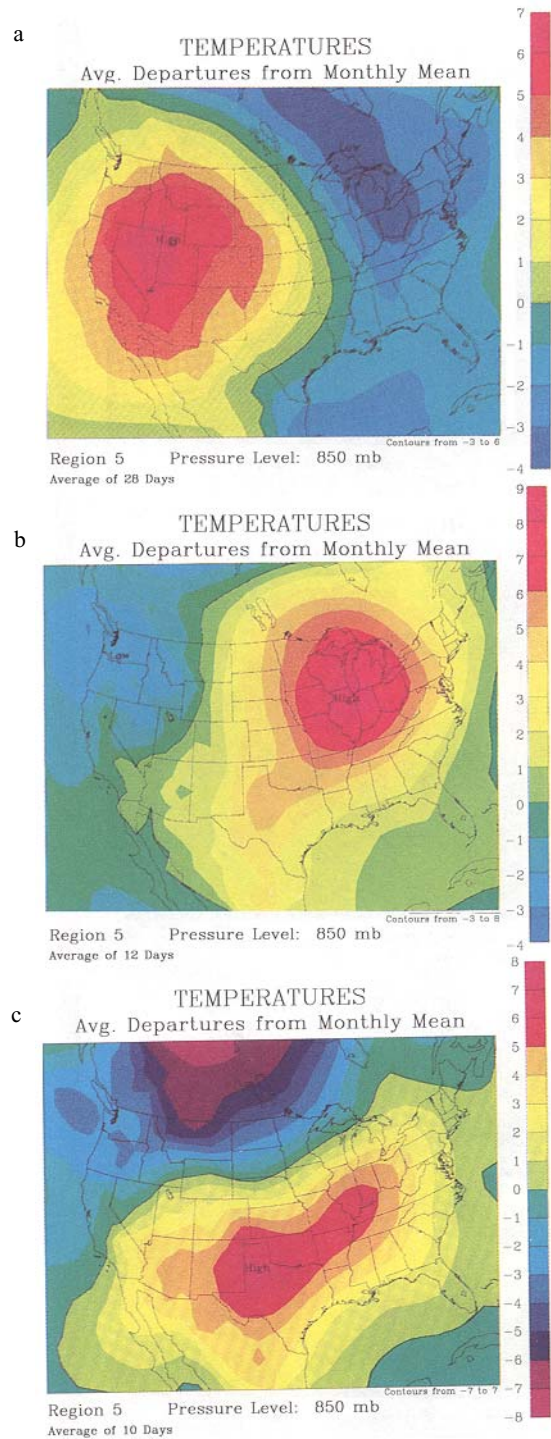 a
TEMPERATURES
Avg. Departures from Monthly Mean
7
6
5
4
3
2
1
0
-1
-2
-3
-4
Contours from -3 to 6
Region 5 Pressure Level: 850 mb
Average of 28 Days
b
TEMPERATURES
Avg. Departures from Monthly Mean
9
8
7
6
5
4
3
2
1
0
-1
-2
-3
-4
Low
High
Contours from -3 to 8
Region 5 Pressure Level: 850 mb
Average of 12 Days
c
TEMPERATURES
Avg. Departures from Monthly Mean
8
7
6
5
4
3
2
1
0
-1
-2
-3
-4
-5
-6
-7
-8
High
Contours from -7 to 7
Region 5 Pressure Level: 850 mb
Average of 10 Days